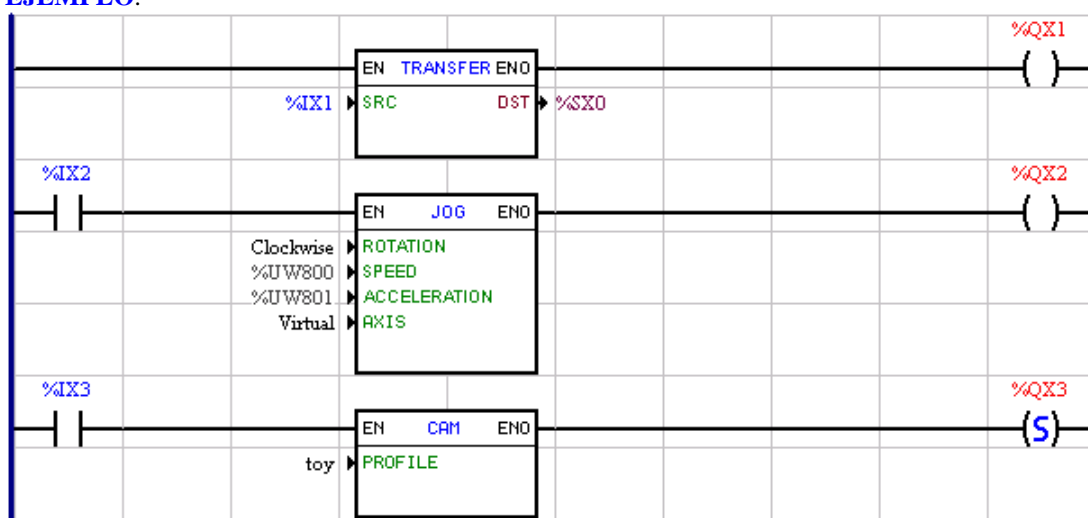 EJEMPLO:
%QX1
EN TRANSFER ENO
%IX1 SRC DST %SX0
%IX2 %QX2
EN JOG ENO
Clockwise ROTATION
%UW800 SPEED
%UW801 ACCELERATION
Virtual AXIS
%IX3 %QX3
EN CAM ENO (S)
toy PROFILE